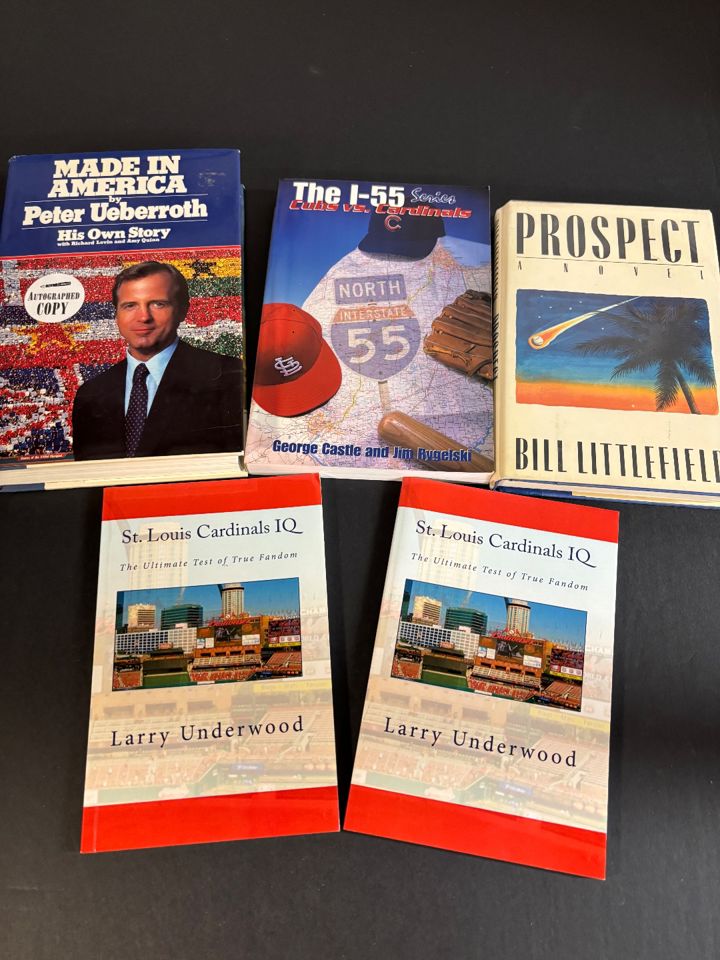 MADE IN
AMERICA
by
Peter Ueberroth
His Own Story
with Richard Levin and Amy Quinn
AUTOGRAPHED
COPY
The I-55 Series
Cubs vs. Cardinals
C
NORTH
INTERSTATE
55
STL
George Castle and Jim Rygelski
PROSPECT
A NOVEL
BILL LITTLEFIELD
St. Louis Cardinals IQ
The Ultimate Test of True Fandom
Larry Underwood
St. Louis Cardinals IQ
The Ultimate Test of True Fandom
Larry Underwood